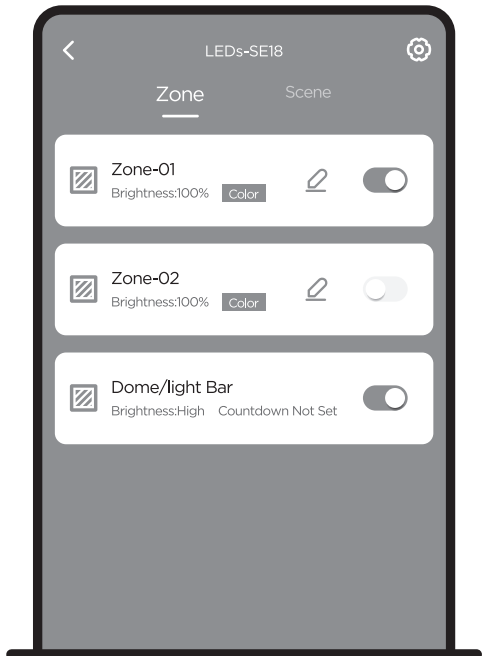 LEDs-SE18
Zone Scene
Zone-01
Brightness:100% Color
Zone-02
Brightness:100% Color
Dome/light Bar
Brightness:High Countdown Not Set